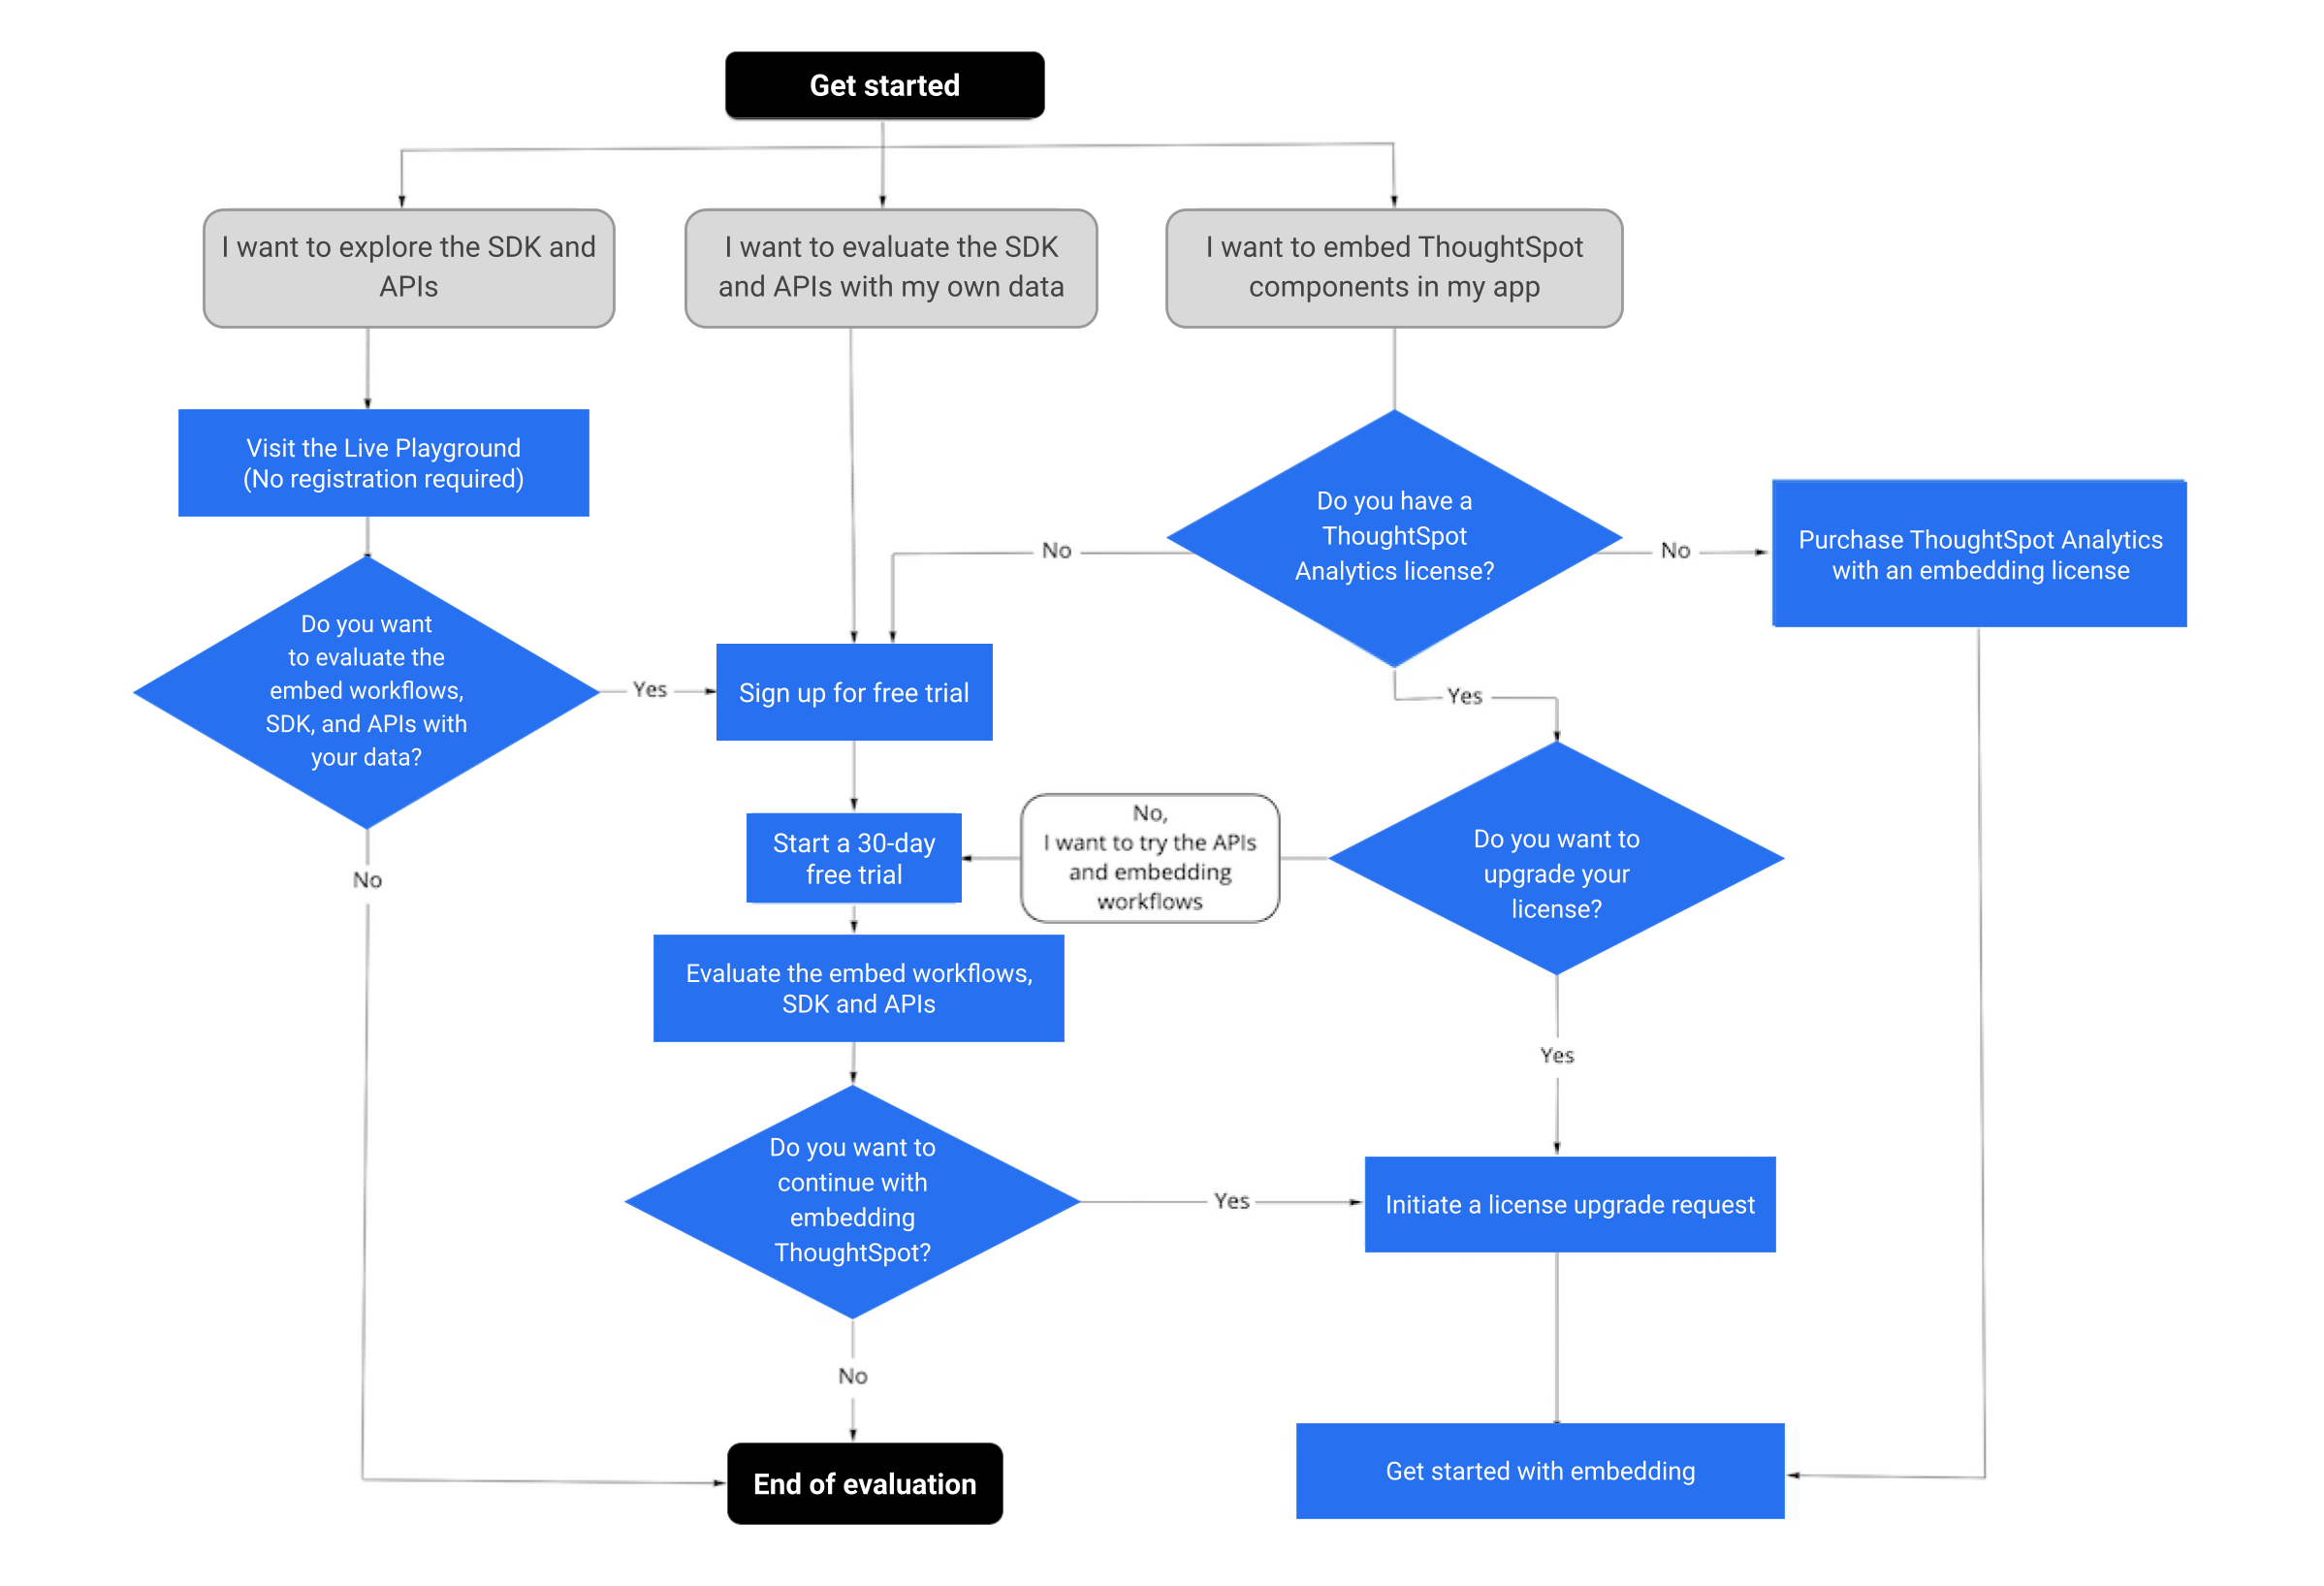 Get started
I want to explore the SDK and
APIs
I want to evaluate the SDK
and APIs with my own data
I want to embed ThoughtSpot
components in my app
Visit the Live Playground
(No registration required)
Do you have a
ThoughtSpot
Analytics license?
No
No
Purchase ThoughtSpot Analytics
with an embedding license
Do you want
to evaluate the
embed workflows,
SDK, and APIs with
your data?
Yes
Sign up for free trial
Yes
Start a 30-day
free trial
No,
I want to try the APIs
and embedding
workflows
Do you want to
upgrade your
license?
No
Evaluate the embed workflows,
SDK and APIs
Yes
Do you want to
continue with
embedding
ThoughtSpot?
Yes
Initiate a license upgrade request
No
End of evaluation
Get started with embedding